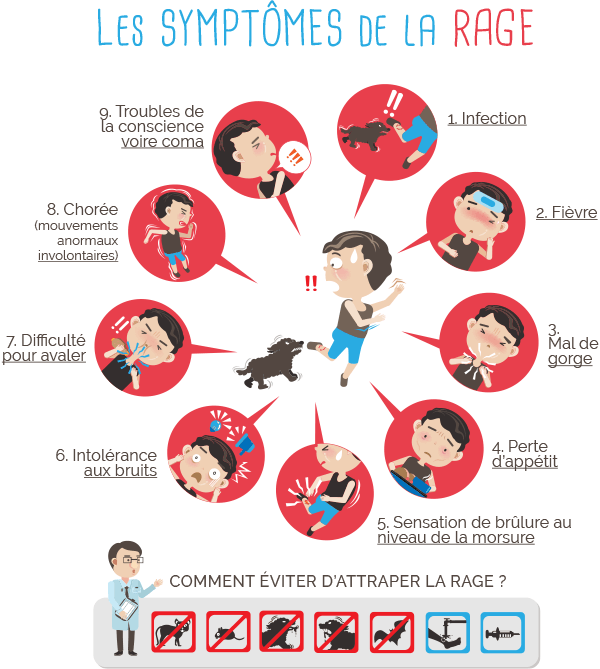 Les SYMPTÔMES DE LA RAGE
1. Infection
2. Fièvre
3.
Mal de
gorge
4. Perte
d'appétit
5. Sensation de brûlure au
niveau de la morsure
6. Intolérance
aux bruits
7. Difficulté
pour avaler
8. Chorée
(mouvements
anormaux
involontaires)
9. Troubles de
la conscience
voire coma
!!
!!
!!!
!!!
COMMENT ÉVITER D'ATTRAPER LA RAGE ?